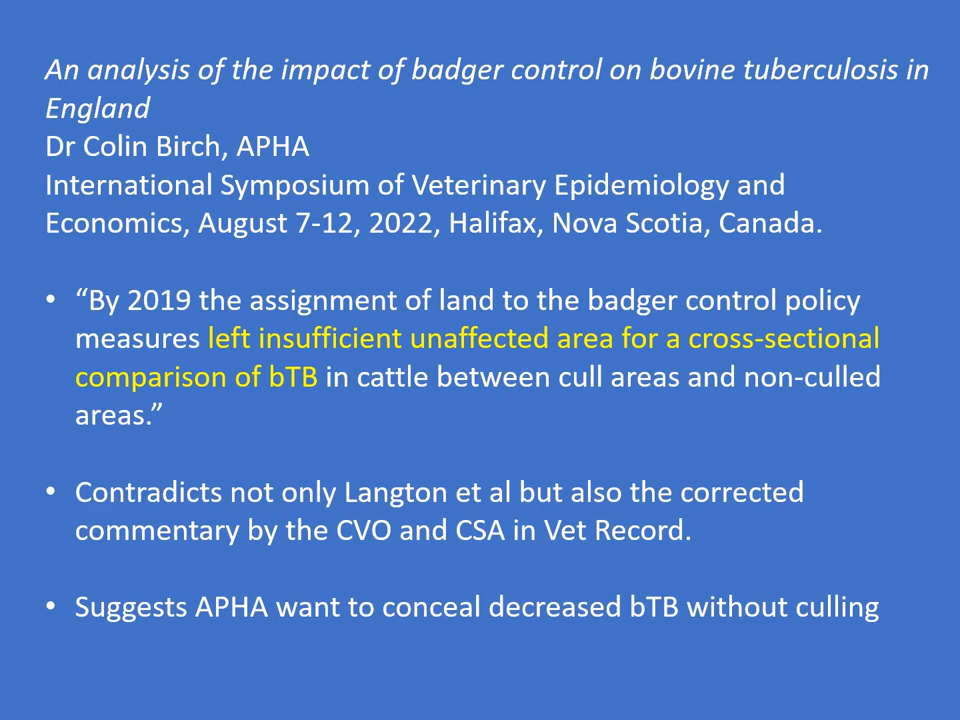 An analysis of the impact of badger control on bovine tuberculosis in
England
Dr Colin Birch, APHA
International Symposium of Veterinary Epidemiology and
Economics, August 7-12, 2022, Halifax, Nova Scotia, Canada.
• “By 2019 the assignment of land to the badger control policy
measures left insufficient unaffected area for a cross-sectional
comparison of bTB in cattle between cull areas and non-culled
areas.”
• Contradicts not only Langton et al but also the corrected
commentary by the CVO and CSA in Vet Record.
• Suggests APHA want to conceal decreased bTB without culling